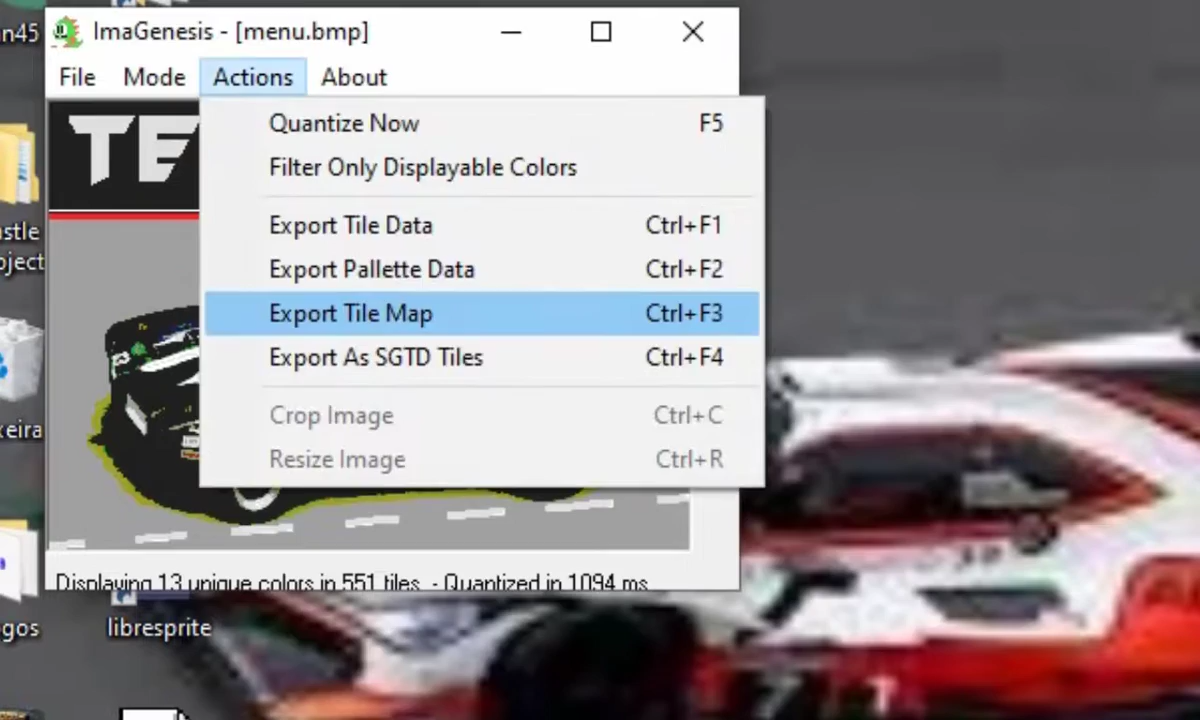 ImaGenesis - [menu.bmp]
File Mode Actions About
TE
Quantize Now F5
Filter Only Displayable Colors
Export Tile Data Ctrl+F1
Export Pallette Data Ctrl+F2
Export Tile Map Ctrl+F3
Export As SGTD Tiles Ctrl+F4
Crop Image Ctrl+C
Resize Image Ctrl+R
Displaying 13 unique colors in 551 tiles. - Quantized in 1094 ms
n45
stle
oject
xeira
gos
libresprite